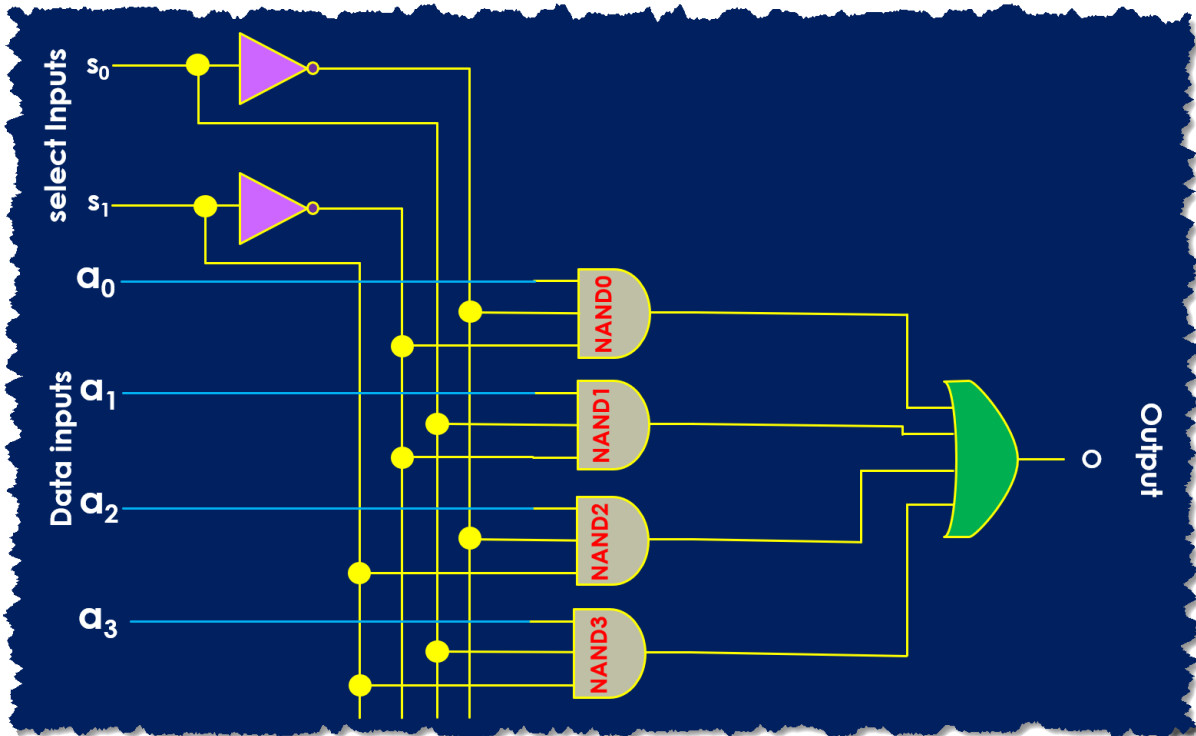 select Inputs
s0
s1
Data inputs
a0
a1
a2
a3
NAND0
NAND1
NAND2
NAND3
O
Output